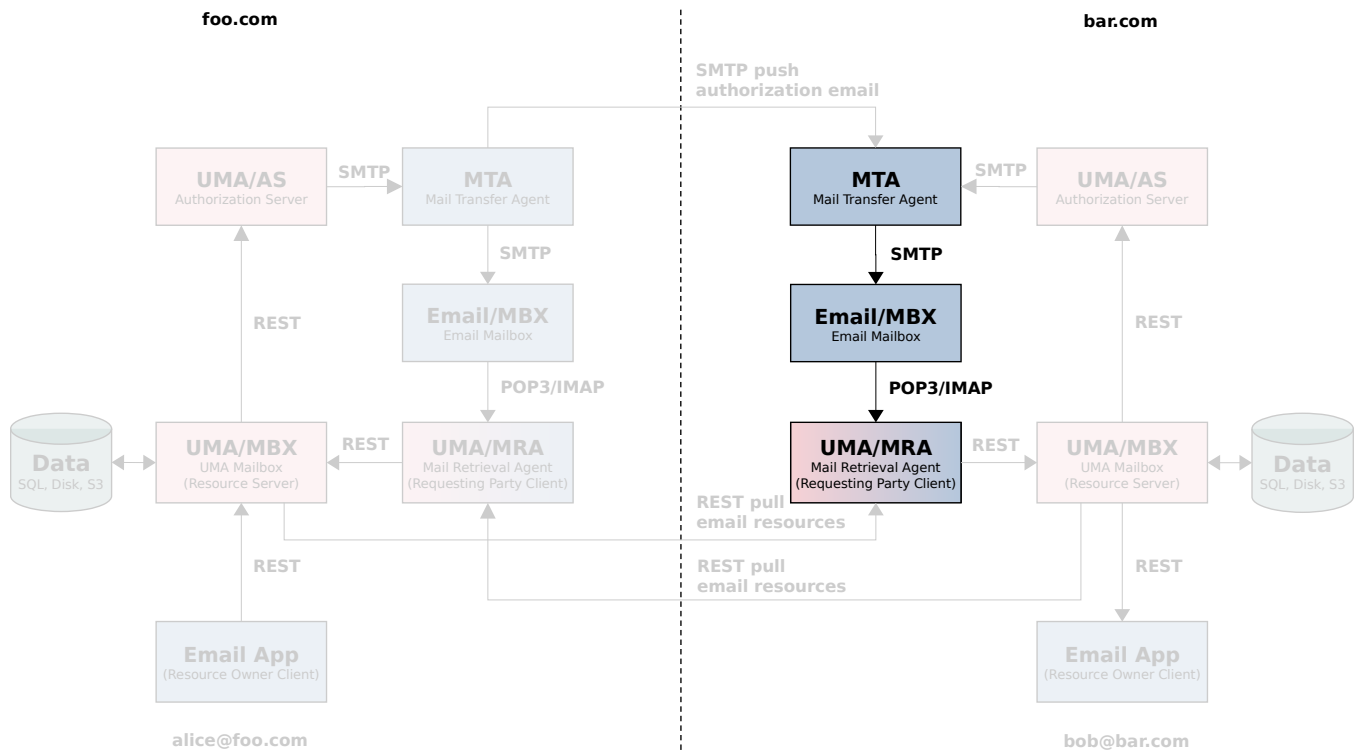 foo.com
bar.com
SMTP push
authorization email
UMA/AS
Authorization Server
SMTP
MTA
Mail Transfer Agent
MTA
Mail Transfer Agent
SMTP
UMA/AS
Authorization Server
SMTP
SMTP
REST
Email/MBX
Email Mailbox
Email/MBX
Email Mailbox
REST
POP3/IMAP
POP3/IMAP
Data
SQL, Disk, S3
UMA/MBX
UMA Mailbox
(Resource Server)
REST
UMA/MRA
Mail Retrieval Agent
(Requesting Party Client)
UMA/MRA
Mail Retrieval Agent
(Requesting Party Client)
REST
UMA/MBX
UMA Mailbox
(Resource Server)
Data
SQL, Disk, S3
REST pull
email resources
REST
REST pull
email resources
REST
Email App
(Resource Owner Client)
Email App
(Resource Owner Client)
alice@foo.com
bob@bar.com